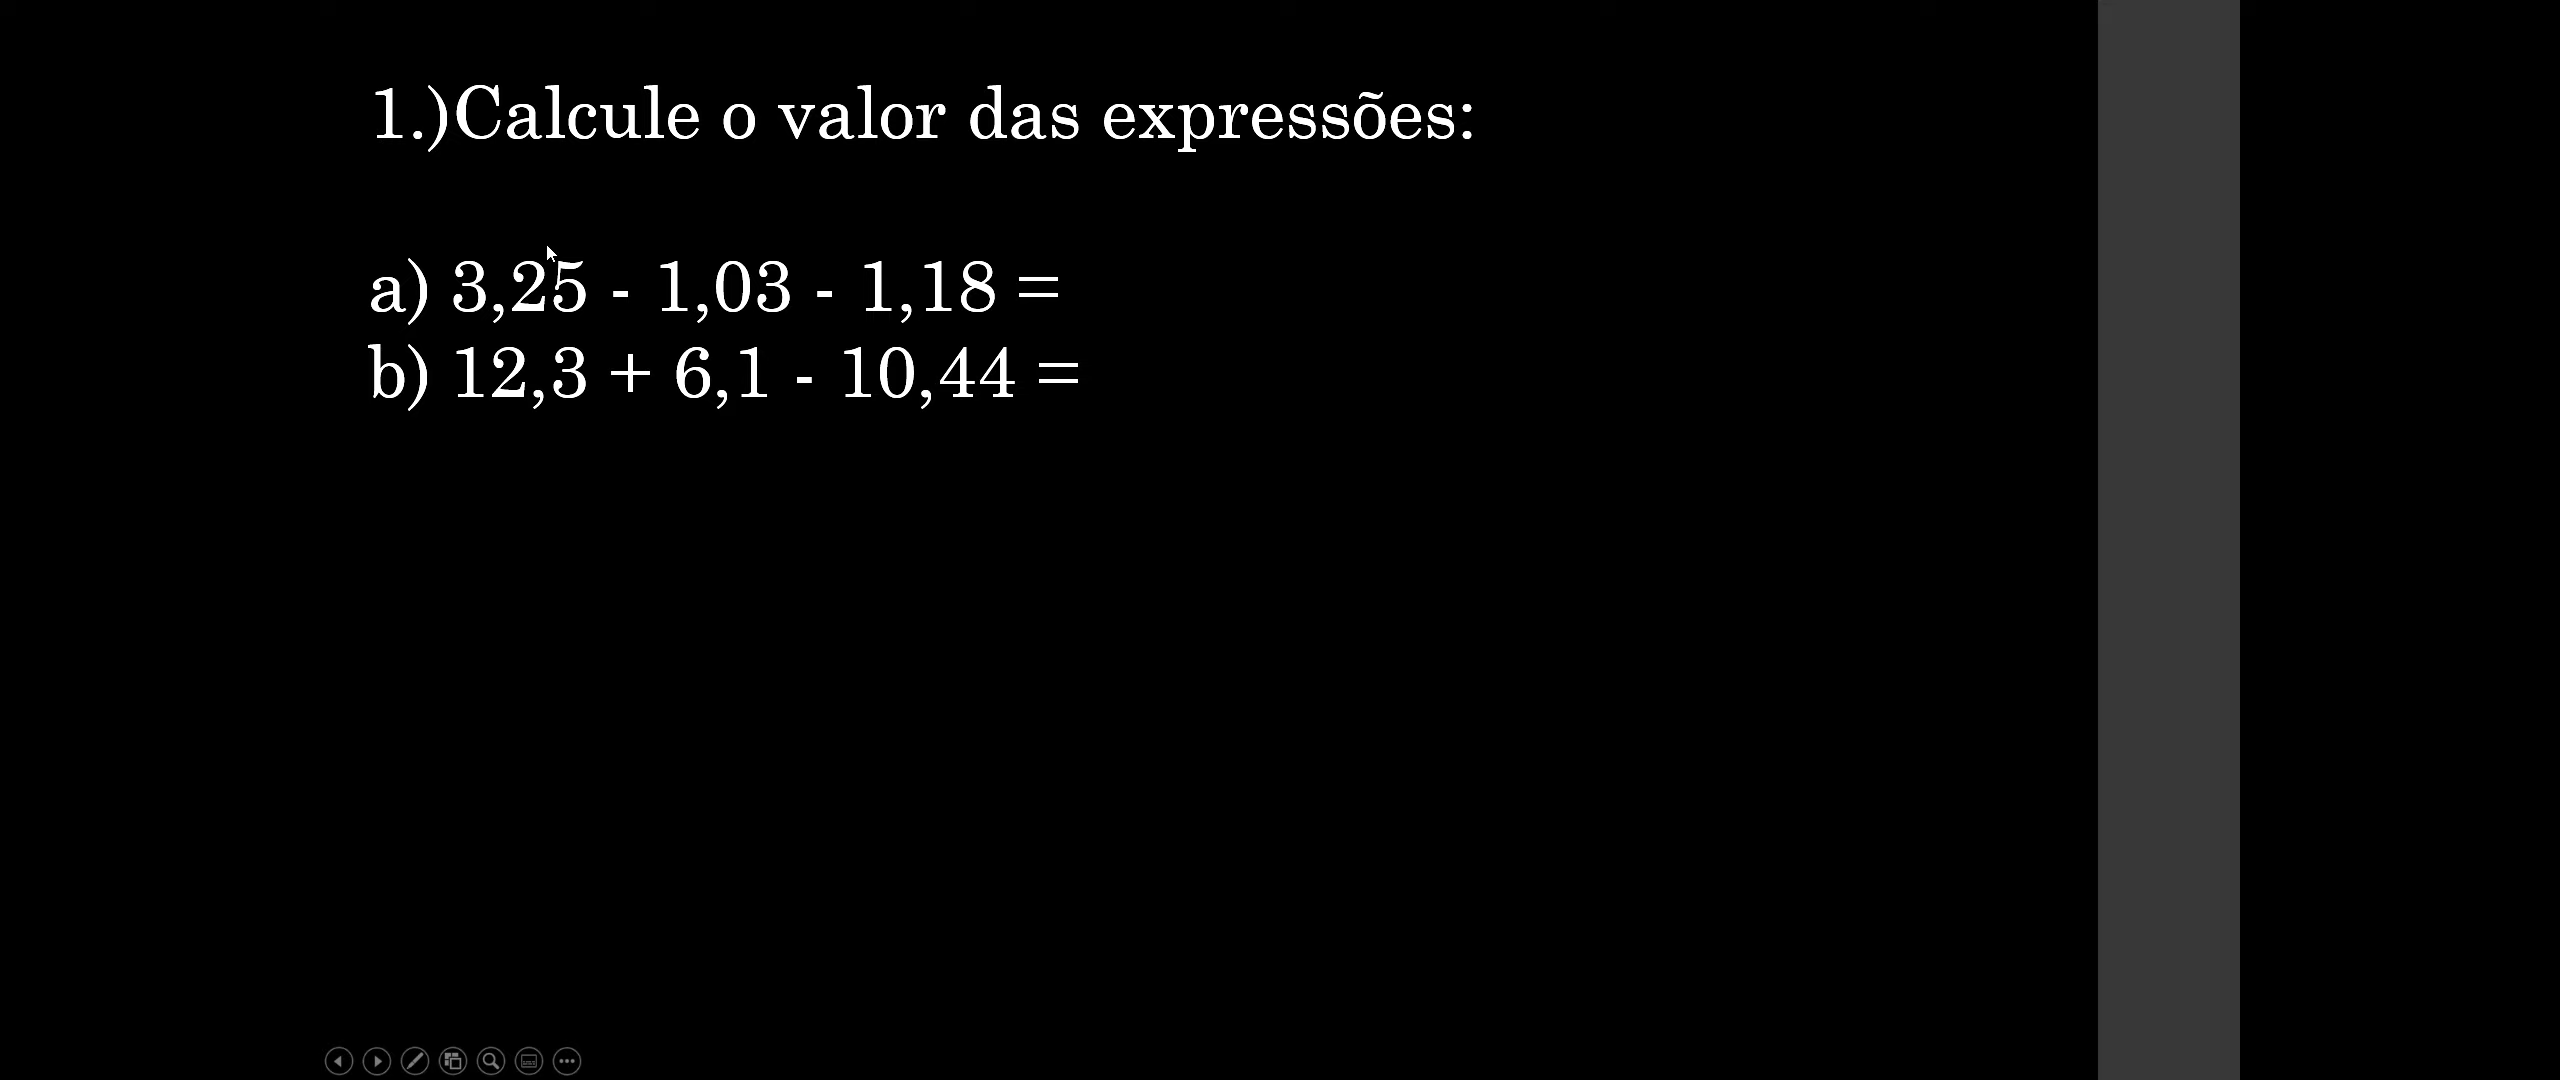 1.)Calcule o valor das expressões:
a) 3,25 - 1,03 - 1,18 =
b) 12,3 + 6,1 - 10,44 =